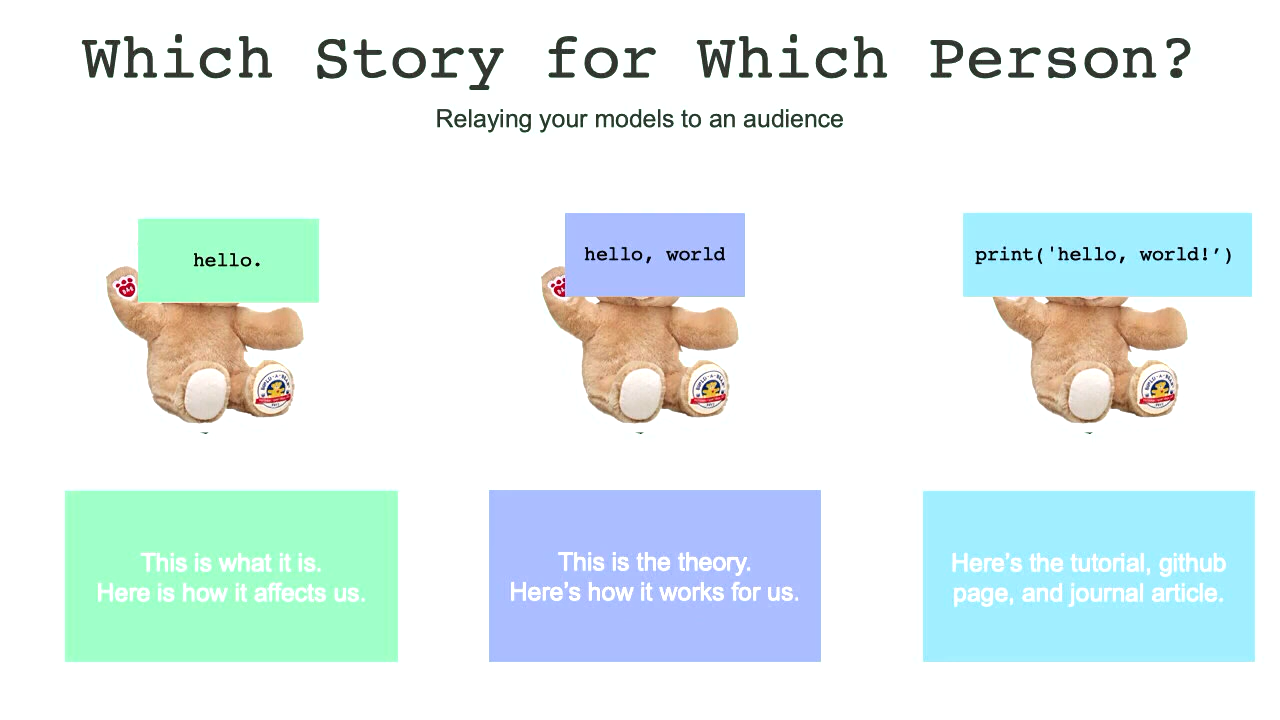 Which Story for Which Person?
Relaying your models to an audience
hello.
hello, world
print('hello, world!’)
This is what it is.
Here is how it affects us.
This is the theory.
Here’s how it works for us.
Here’s the tutorial, github
page, and journal article.